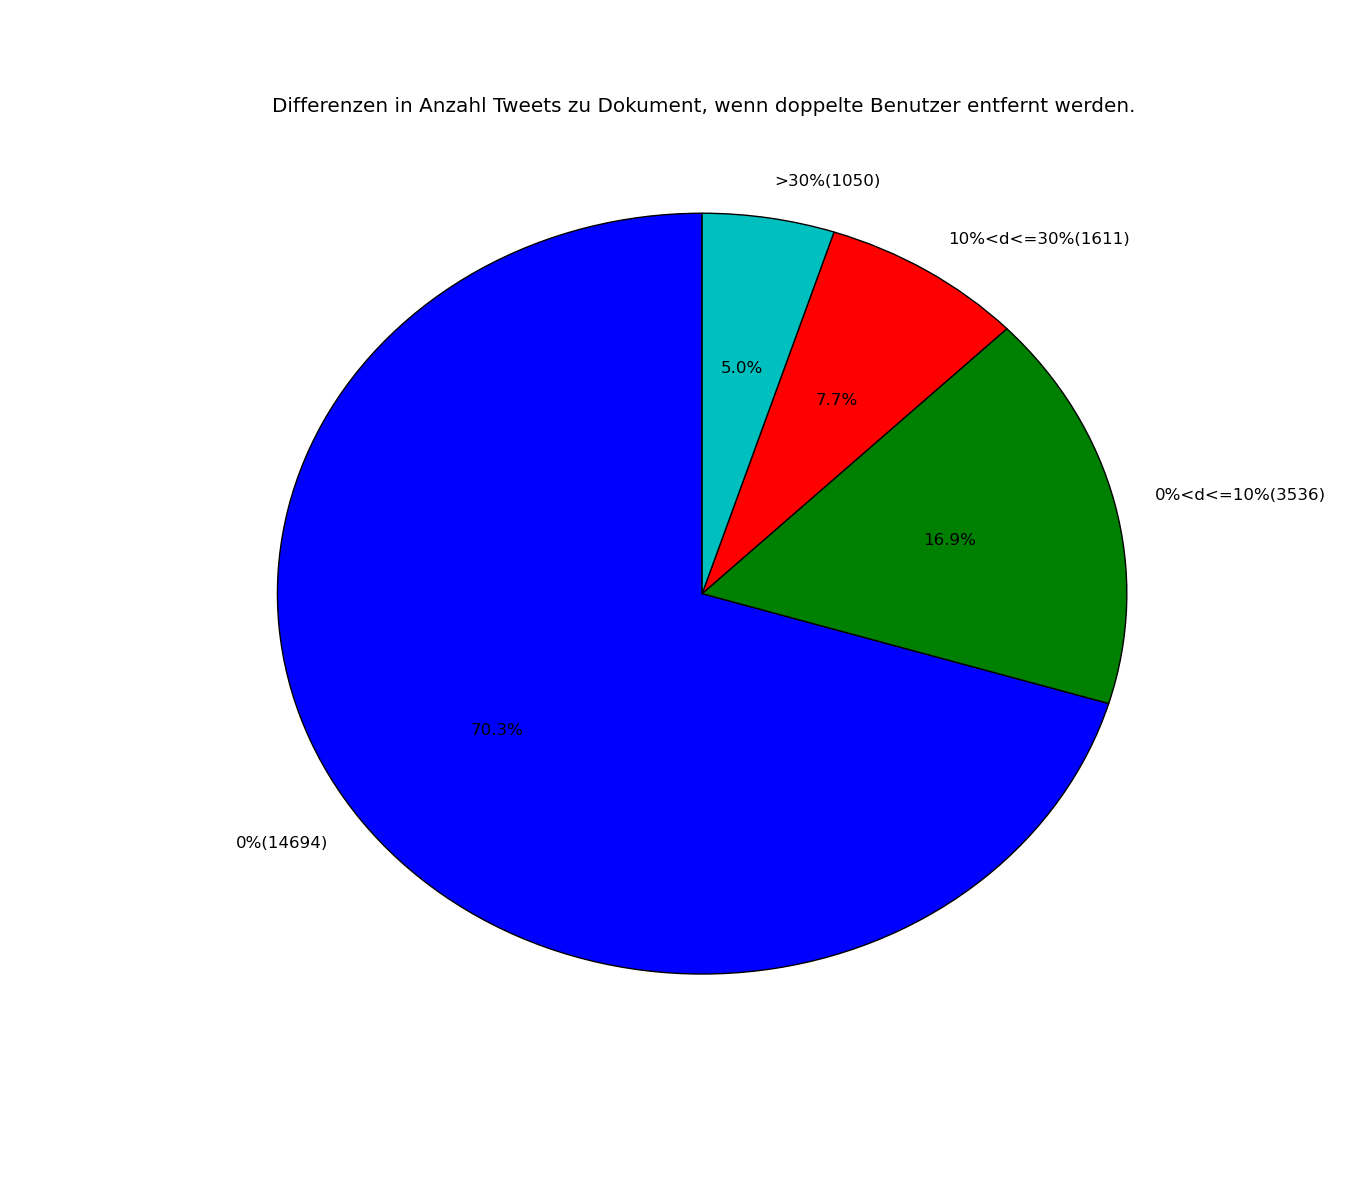 Differenzen in Anzahl Tweets zu Dokument, wenn doppelte Benutzer entfernt werden.
>30%(1050)
10%<d<=30%(1611)
5.0%
7.7%
0%<d<=10%(3536)
16.9%
70.3%
0%(14694)